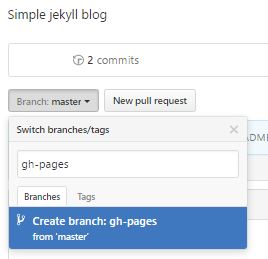 Simple jekyll blog
2 commits
Branch: master
New pull request
Switch branches/tags
gh-pages
Branches
Tags
Create branch: gh-pages
from 'master'